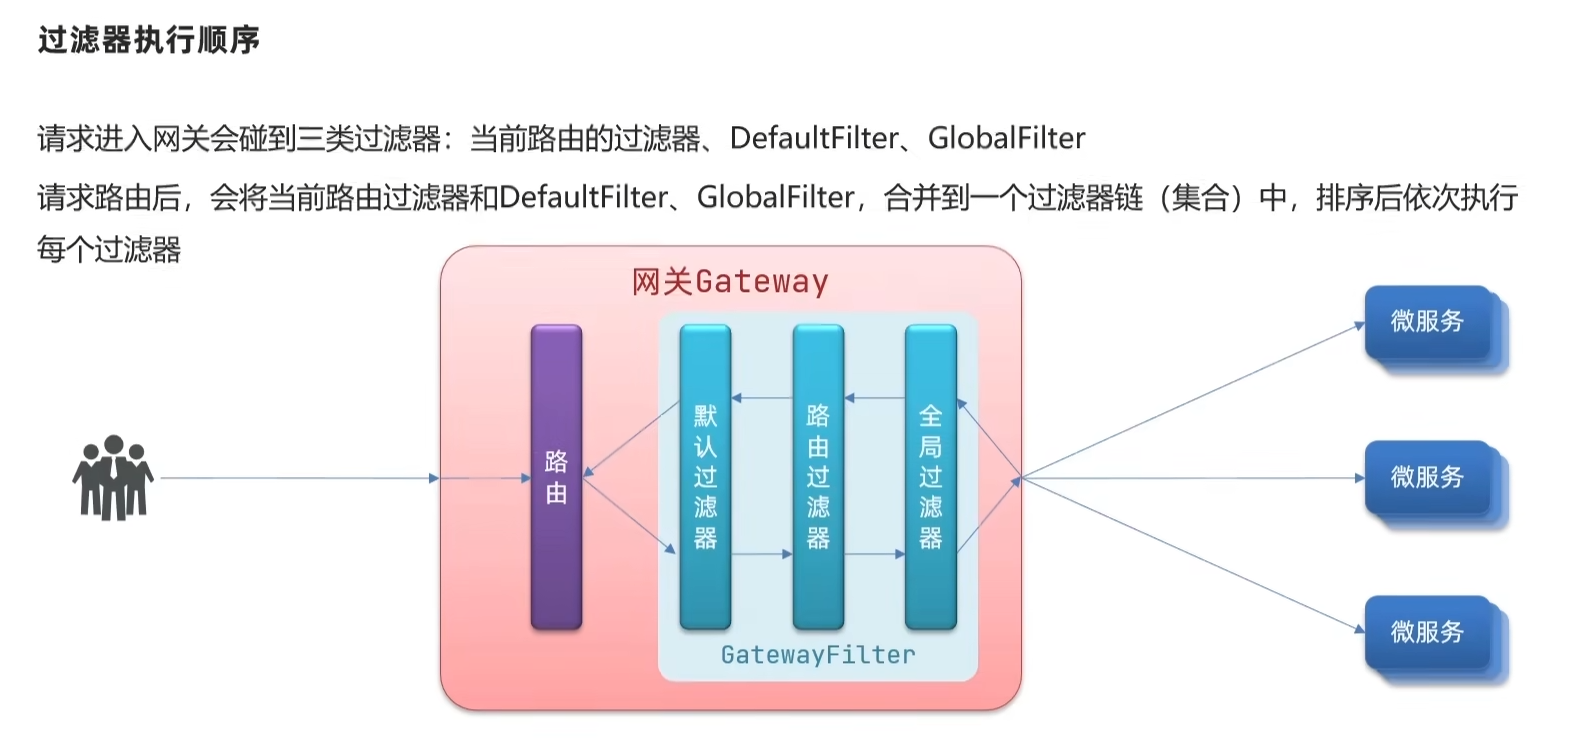 过滤器执行顺序
请求进入网关会碰到三类过滤器：当前路由的过滤器、DefaultFilter、GlobalFilter
请求路由后，会将当前路由过滤器和DefaultFilter、GlobalFilter，合并到一个过滤器链（集合）中，排序后依次执行
每个过滤器
网关Gateway
路由
默认过滤器
路由过滤器
全局过滤器
GatewayFilter
微服务
微服务
微服务